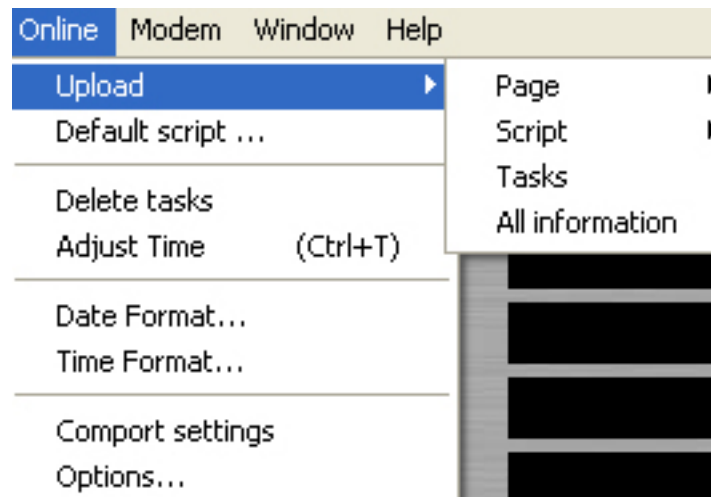 Online Modem Window Help
Upload
Default script ...
Delete tasks
Adjust Time (Ctrl+T)
Date Format...
Time Format...
Comport settings
Options...
Page
Script
Tasks
All information